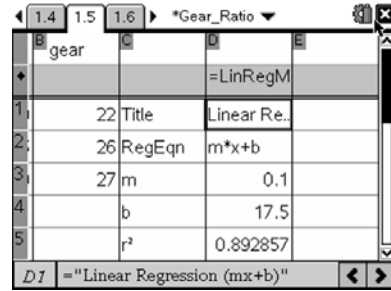 1.4 1.5 1.6 *Gear_Ratio
B gear C D E
=LinRegM
1 22 Title Linear Re..
2 26 RegEqn m*x+b
3 27 m 0.1
4 b 17.5
5 r² 0.892857
D1 ="Linear Regression (mx+b)"